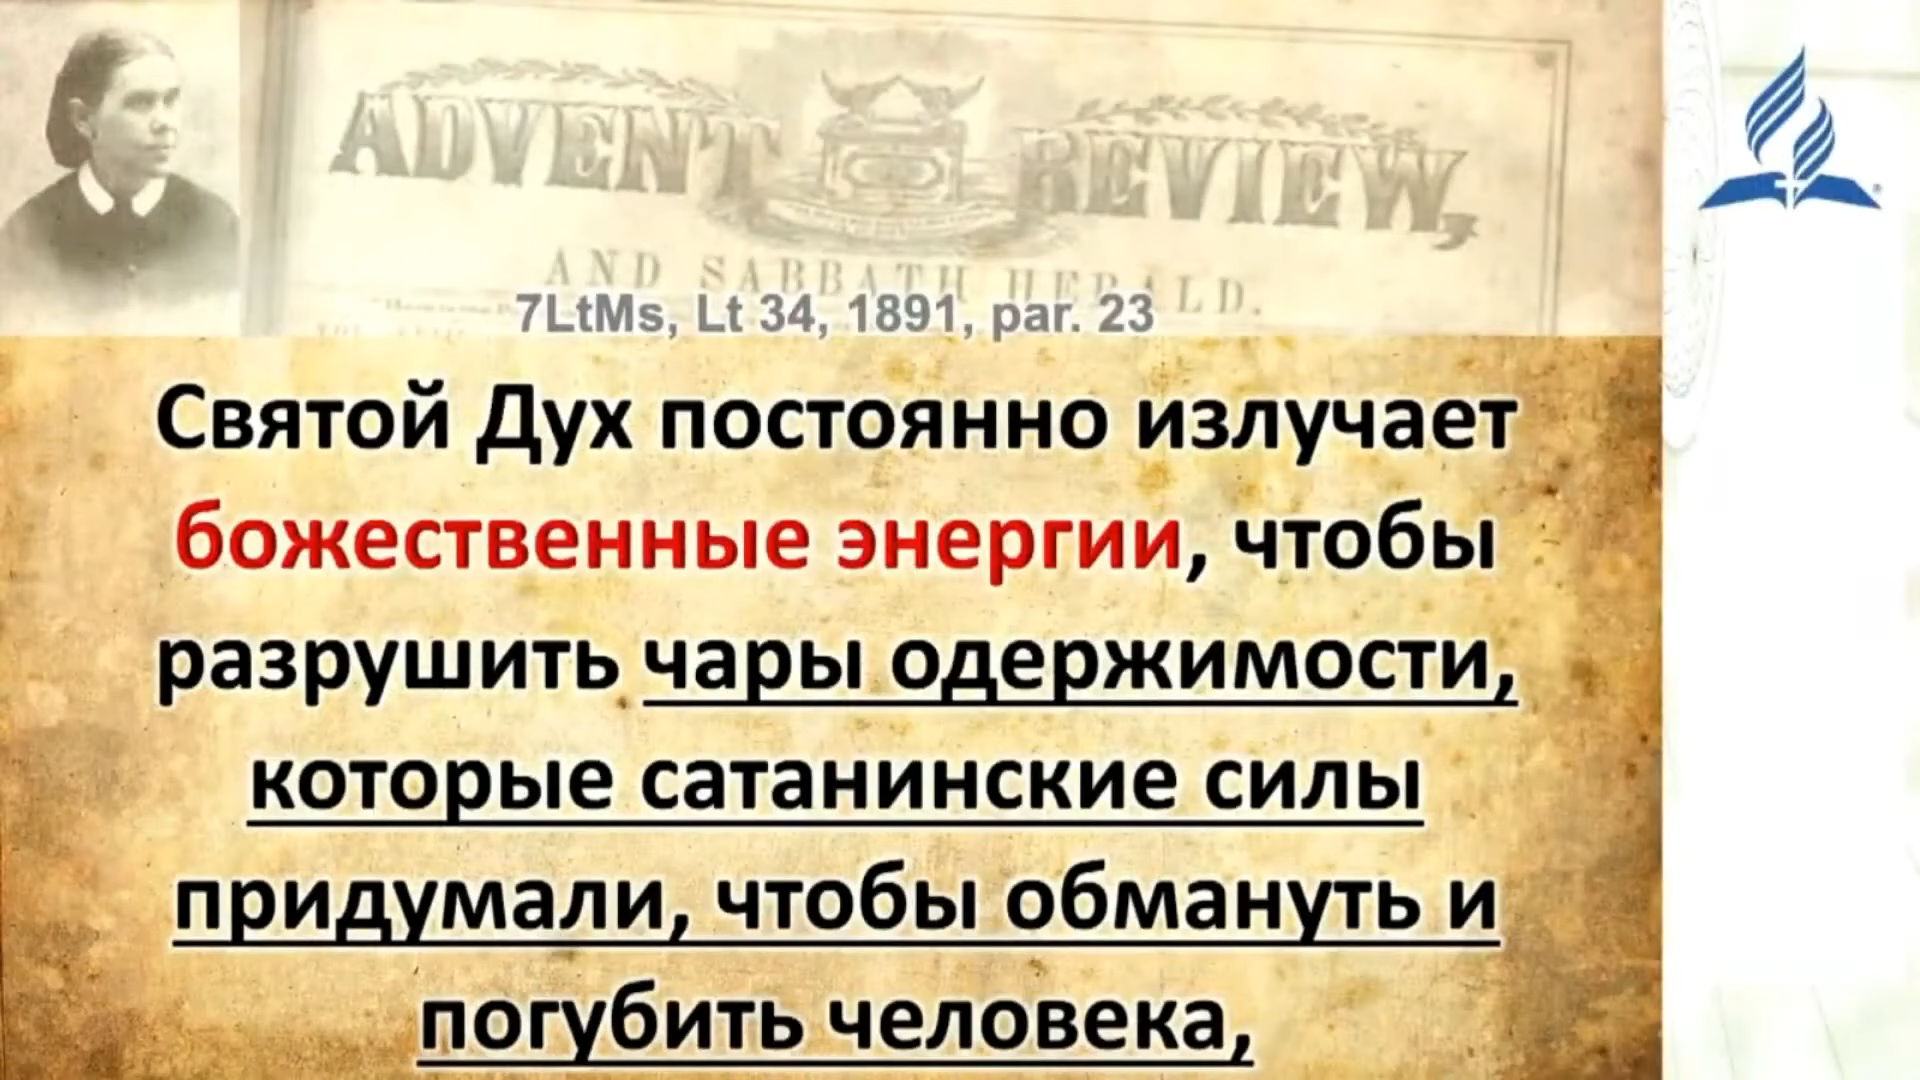 ADVENT REVIEW,
AND SABBATH HERALD.
7LtMs, Lt 34, 1891, par. 23
Святой Дух постоянно излучает
божественные энергии, чтобы
разрушить чары одержимости,
которые сатанинские силы
придумали, чтобы обмануть и
погубить человека,